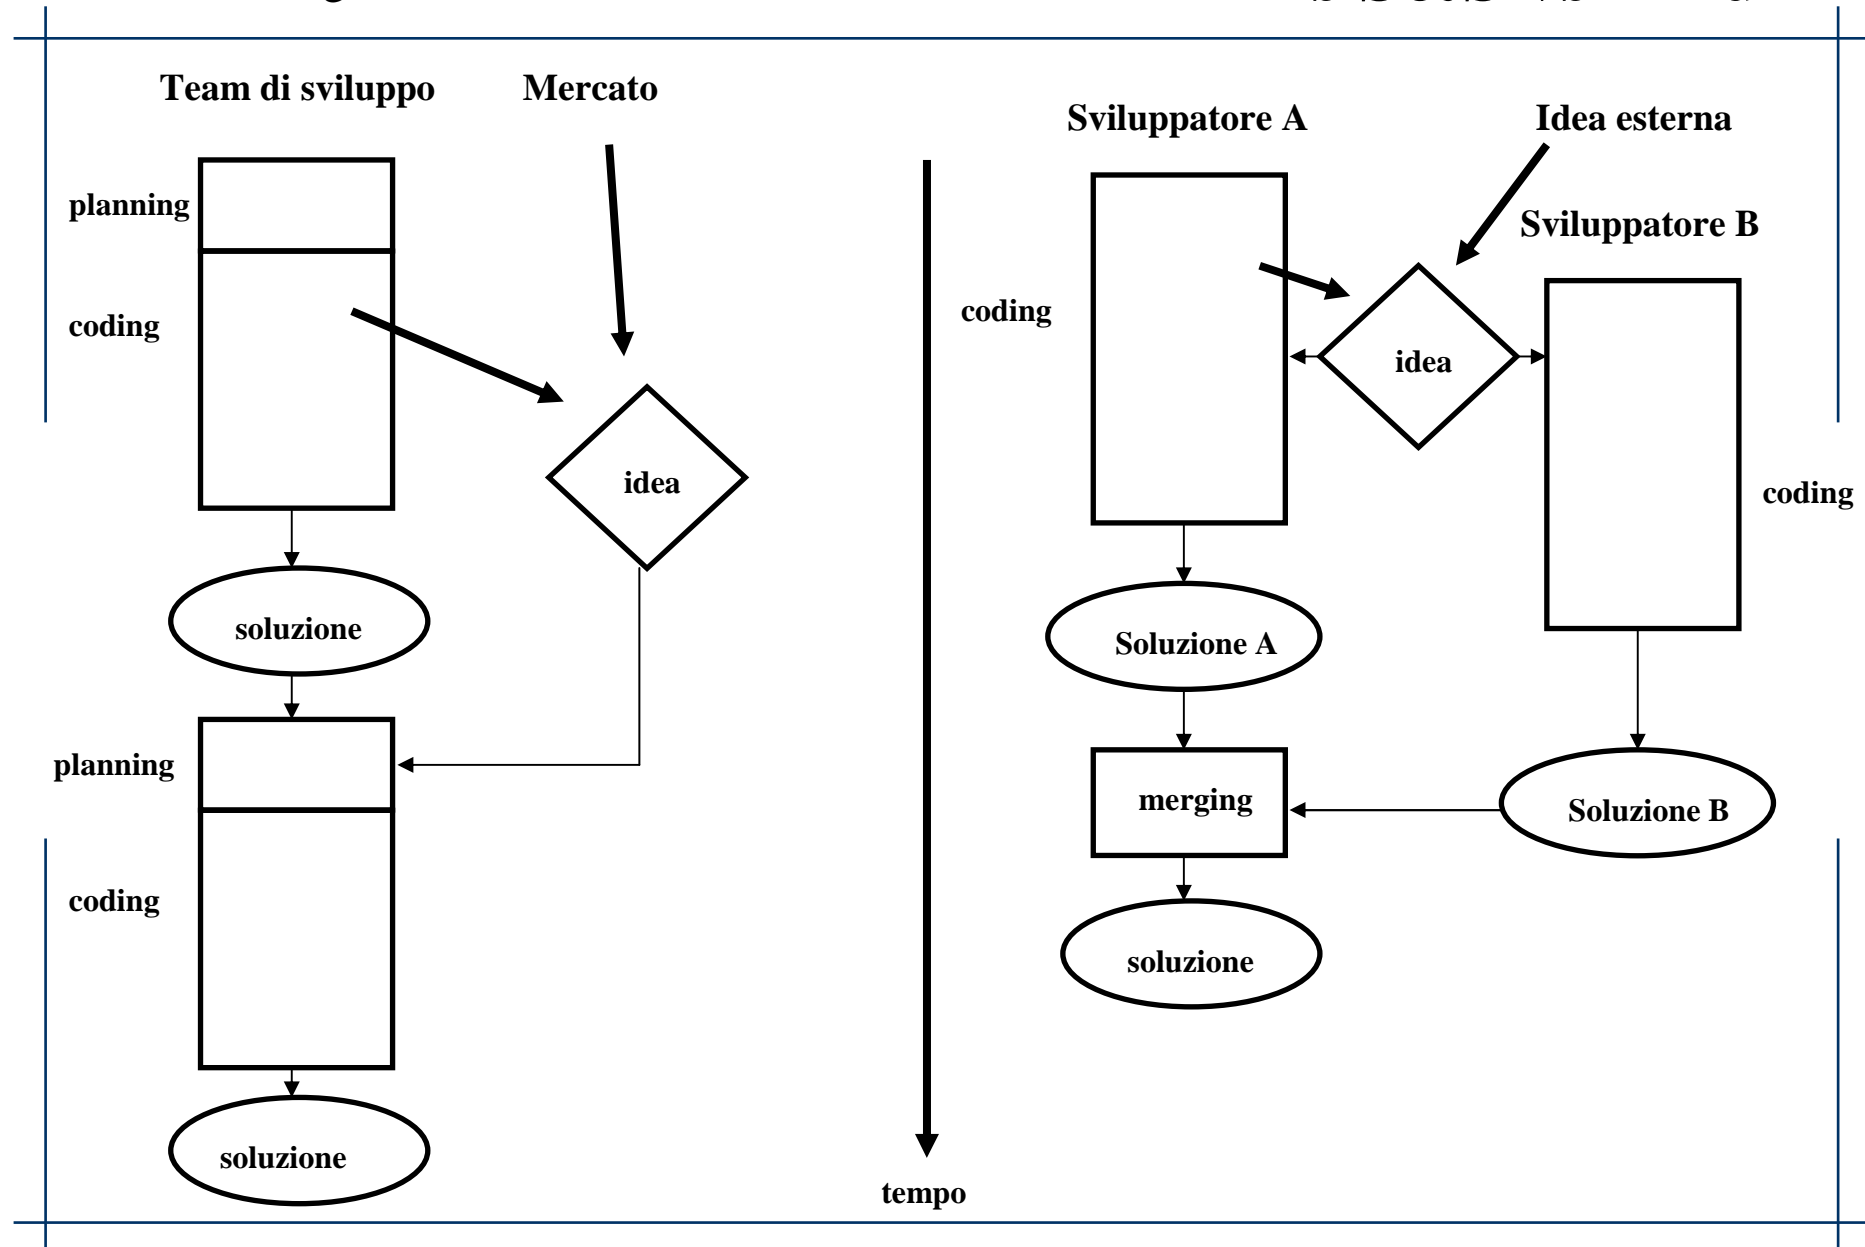 Team di sviluppo
Mercato
planning
coding
idea
soluzione
planning
coding
soluzione
tempo
Sviluppatore A
Idea esterna
Sviluppatore B
coding
idea
coding
Soluzione A
merging
Soluzione B
soluzione